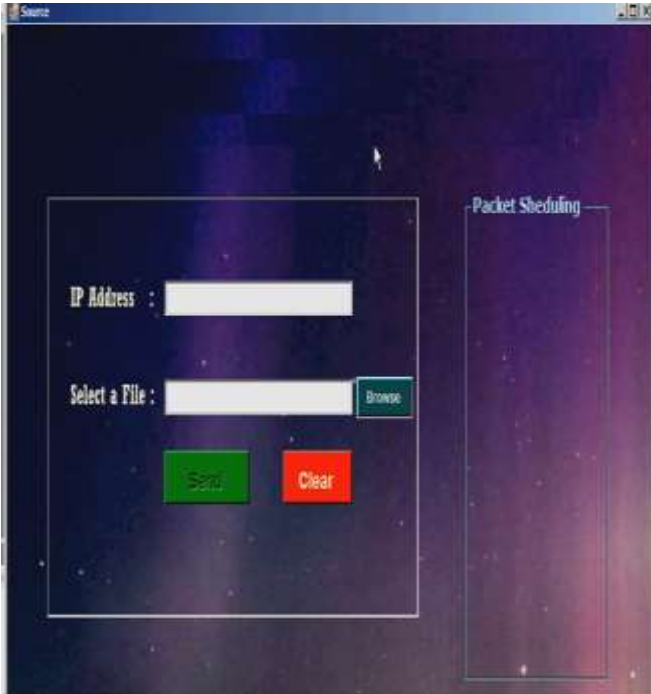 Source
Packet Sheduling
IP Address :
Select a File :
Browse
Send
Clear